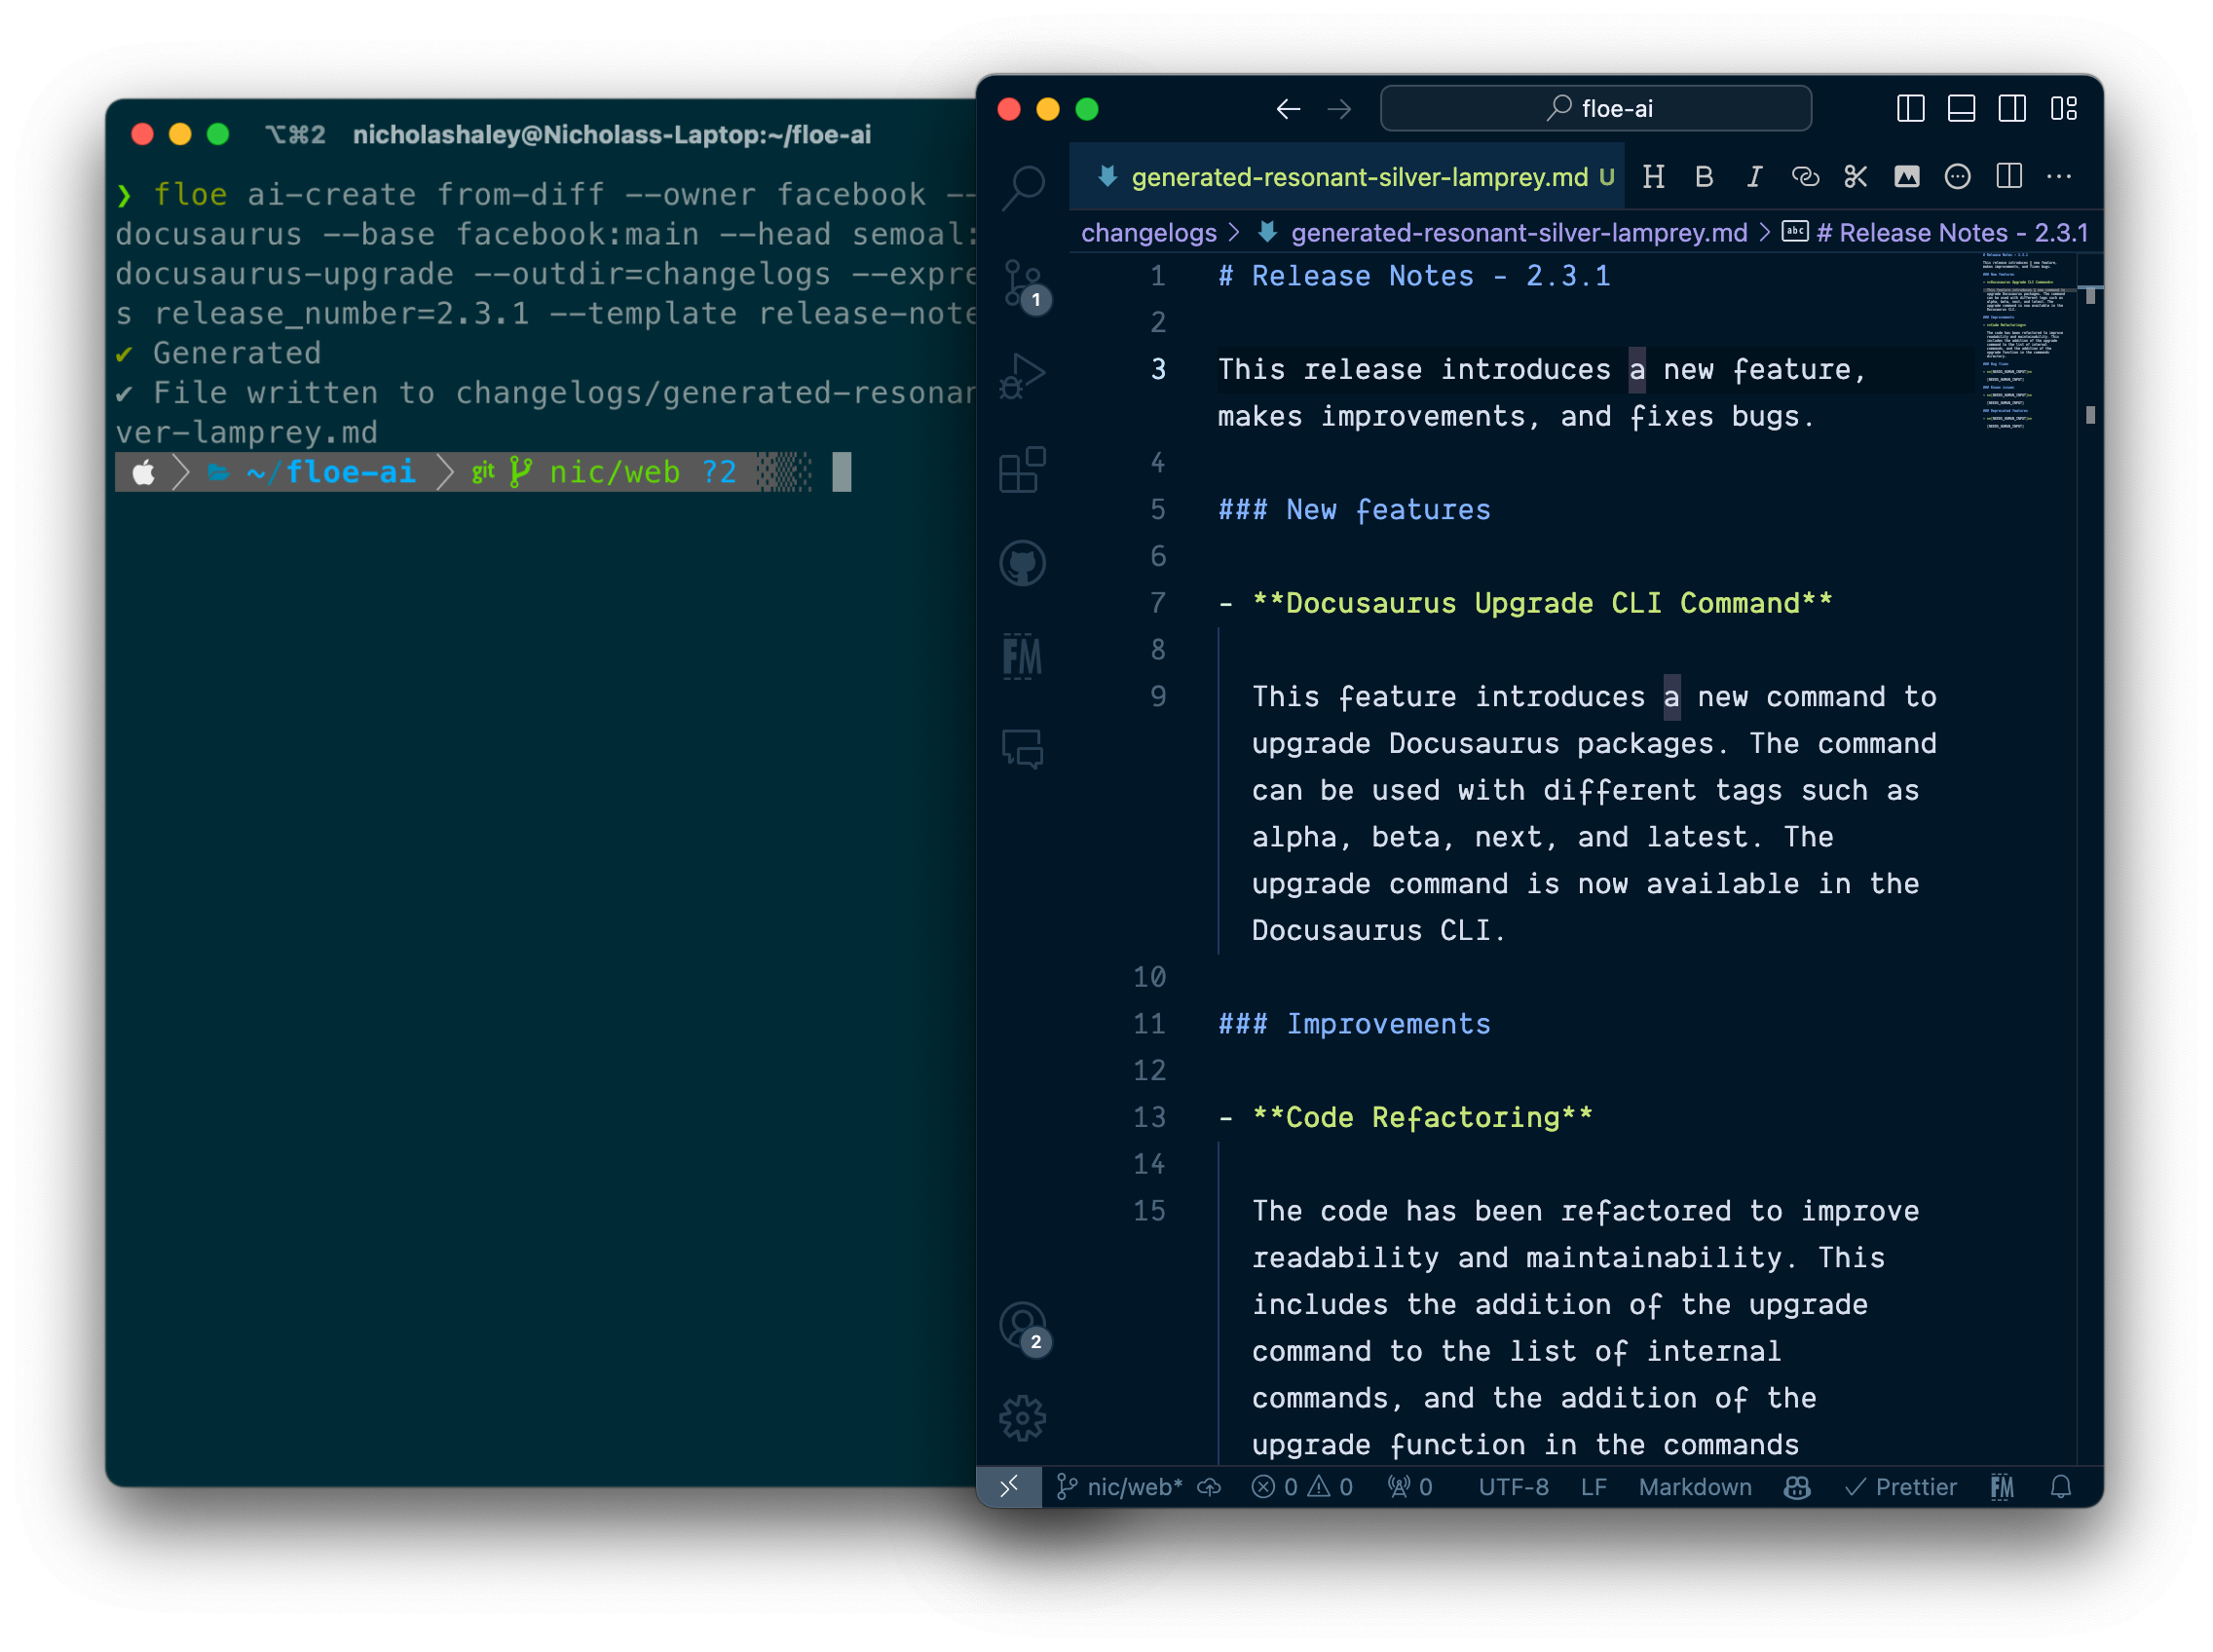 ⌥⌘2 nicholashaley@Nicholass-Laptop:~/floe-ai
❯ floe ai-create from-diff --owner facebook --
docusaurus --base facebook:main --head semoal:
docusaurus-upgrade --outdir=changelogs --expre
s release_number=2.3.1 --template release-note
✔ Generated
✔ File written to changelogs/generated-resonan
ver-lamprey.md
~/floe-ai git nic/web ?2
floe-ai
generated-resonant-silver-lamprey.md U
changelogs > generated-resonant-silver-lamprey.md > abc # Release Notes - 2.3.1
1 # Release Notes - 2.3.1
2
3 This release introduces a new feature,
makes improvements, and fixes bugs.
4
5 ### New features
6
7 - **Docusaurus Upgrade CLI Command**
8
9 This feature introduces a new command to
upgrade Docusaurus packages. The command
can be used with different tags such as
alpha, beta, next, and latest. The
upgrade command is now available in the
Docusaurus CLI.
10
11 ### Improvements
12
13 - **Code Refactoring**
14
15 The code has been refactored to improve
readability and maintainability. This
includes the addition of the upgrade
command to the list of internal
commands, and the addition of the
upgrade function in the commands
1
FM
2
nic/web* 0 0 0 UTF-8 LF Markdown Prettier FM